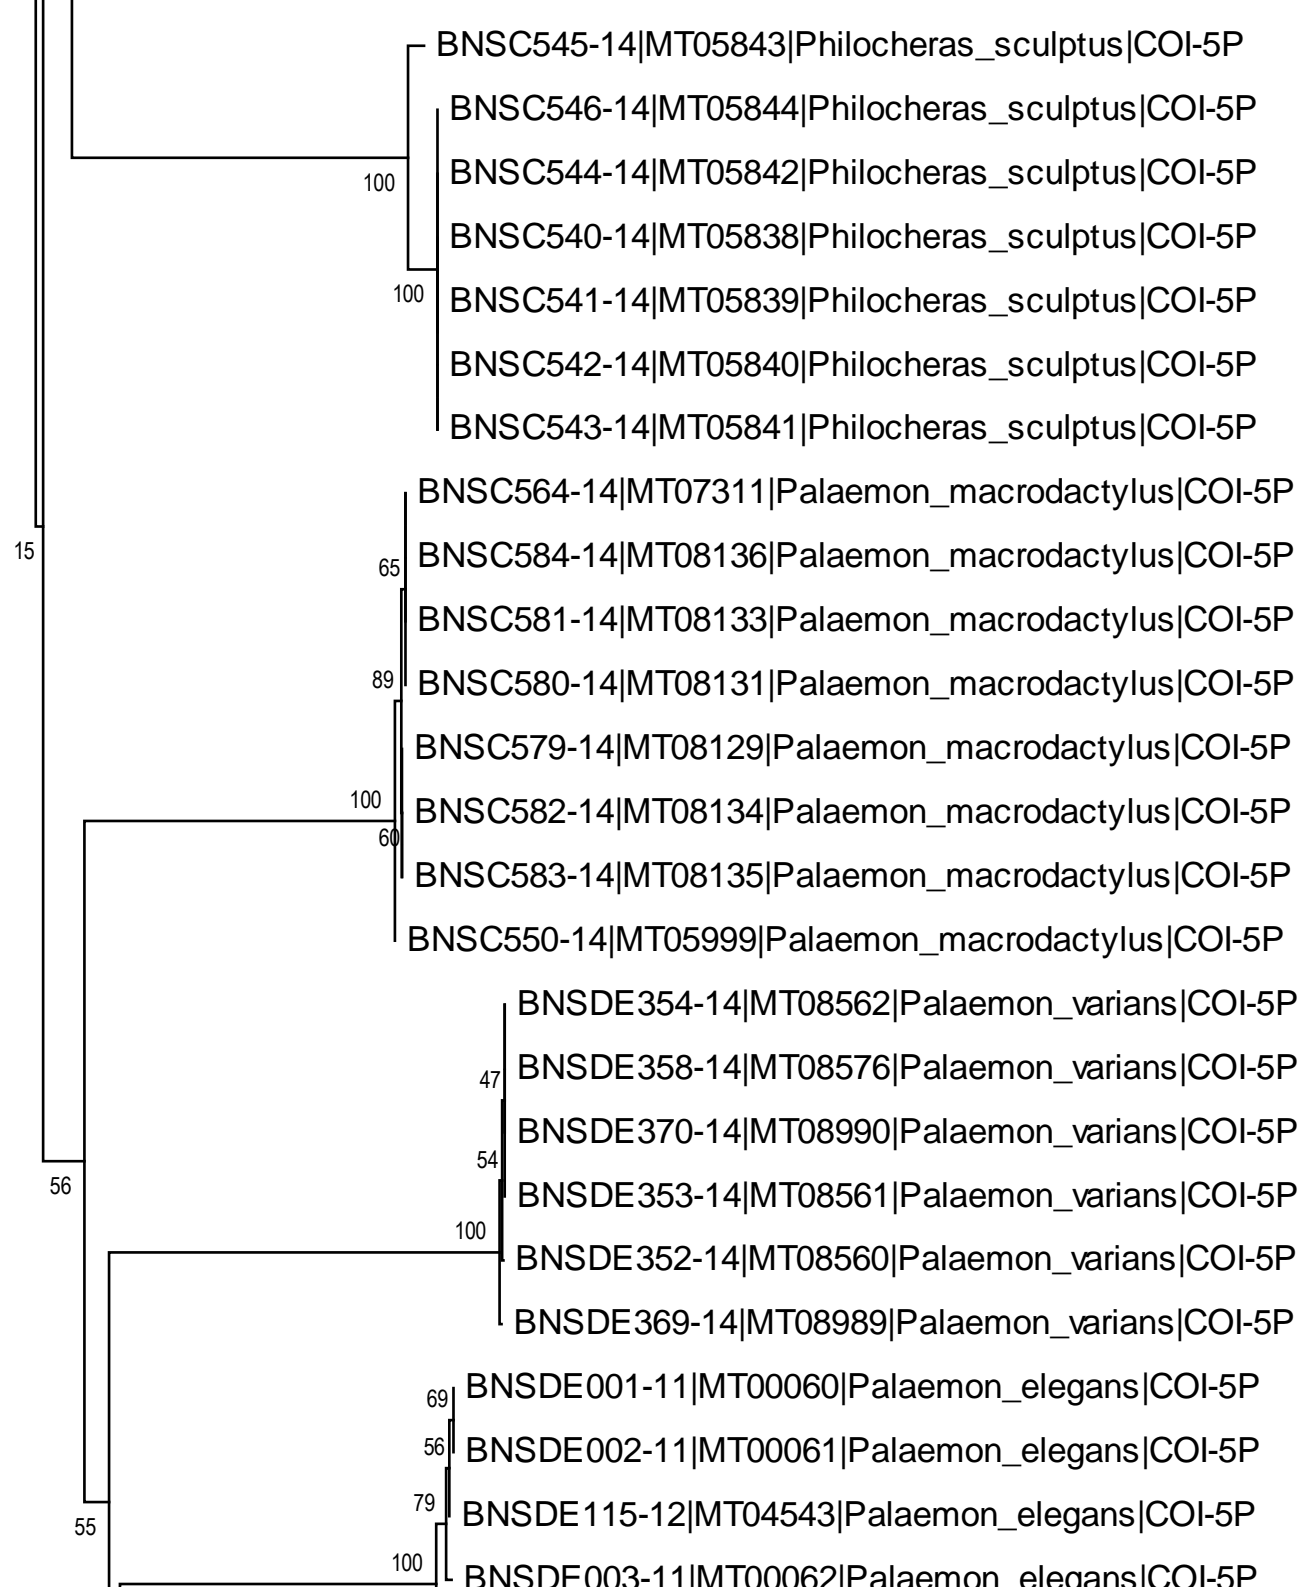 BNSC545-14|MT05843|Philocheras_sculptus|COI-5P
BNSC546-14|MT05844|Philocheras_sculptus|COI-5P
BNSC544-14|MT05842|Philocheras_sculptus|COI-5P
100
BNSC540-14|MT05838|Philocheras_sculptus|COI-5P
BNSC541-14|MT05839|Philocheras_sculptus|COI-5P
100
BNSC542-14|MT05840|Philocheras_sculptus|COI-5P
BNSC543-14|MT05841|Philocheras_sculptus|COI-5P
BNSC564-14|MT07311|Palaemon_macrodactylus|COI-5P
15
BNSC584-14|MT08136|Palaemon_macrodactylus|COI-5P
65
BNSC581-14|MT08133|Palaemon_macrodactylus|COI-5P
89
BNSC580-14|MT08131|Palaemon_macrodactylus|COI-5P
BNSC579-14|MT08129|Palaemon_macrodactylus|COI-5P
100
BNSC582-14|MT08134|Palaemon_macrodactylus|COI-5P
60
BNSC583-14|MT08135|Palaemon_macrodactylus|COI-5P
BNSC550-14|MT05999|Palaemon_macrodactylus|COI-5P
BNSDE354-14|MT08562|Palaemon_varians|COI-5P
BNSDE358-14|MT08576|Palaemon_varians|COI-5P
47
BNSDE370-14|MT08990|Palaemon_varians|COI-5P
54
56
BNSDE353-14|MT08561|Palaemon_varians|COI-5P
100
BNSDE352-14|MT08560|Palaemon_varians|COI-5P
BNSDE369-14|MT08989|Palaemon_varians|COI-5P
BNSDE001-11|MT00060|Palaemon_elegans|COI-5P
69
56
BNSDE002-11|MT00061|Palaemon_elegans|COI-5P
79
BNSDE115-12|MT04543|Palaemon_elegans|COI-5P
55
100
BNSDE003-11|MT00062|Palaemon_elegans|COI-5P